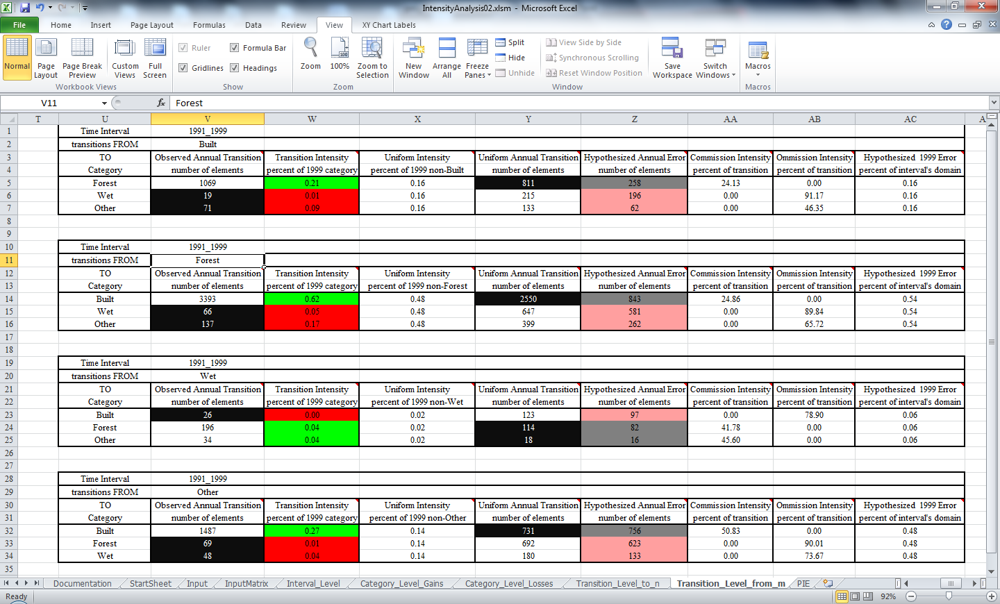 IntensityAnalysis02.xlsm - Microsoft Excel
File Home Insert Page Layout Formulas Data Review View XY Chart Labels
Normal Page Layout Page Break Preview Custom Views Full Screen
Workbook Views
Ruler Formula Bar
Gridlines Headings
Show
Zoom 100% Zoom to Selection
Zoom
New Window Arrange All Freeze Panes
Split
Hide
Unhide
View Side by Side
Synchronous Scrolling
Reset Window Position
Window
Save Workspace Switch Windows
Macros
Macros
V11 fx Forest
T U V W X Y Z AA AB AC A
1 Time Interval 1991_1999
2 transitions FROM Built
3 TO Observed Annual Transition Transition Intensity Uniform Intensity Uniform Annual Transition Hypothesized Annual Error Commission Intensity Ommission Intensity Hypothesized 1999 Error
4 Category number of elements percent of 1999 category percent of 1999 non-Built number of elements number of elements percent of transition percent of transition percent of interval's domain
5 Forest 1069 0.21 0.16 811 258 24.13 0.00 0.16
6 Wet 19 0.01 0.16 215 196 0.00 91.17 0.16
7 Other 71 0.09 0.16 133 62 0.00 46.35 0.16
8
9
10 Time Interval 1991_1999
11 transitions FROM Forest
12 TO Observed Annual Transition Transition Intensity Uniform Intensity Uniform Annual Transition Hypothesized Annual Error Commission Intensity Ommission Intensity Hypothesized 1999 Error
13 Category number of elements percent of 1999 category percent of 1999 non-Forest number of elements number of elements percent of transition percent of transition percent of interval's domain
14 Built 3393 0.62 0.48 2550 843 24.86 0.00 0.54
15 Wet 66 0.05 0.48 647 581 0.00 89.84 0.54
16 Other 137 0.17 0.48 399 262 0.00 65.72 0.54
17
18
19 Time Interval 1991_1999
20 transitions FROM Wet
21 TO Observed Annual Transition Transition Intensity Uniform Intensity Uniform Annual Transition Hypothesized Annual Error Commission Intensity Ommission Intensity Hypothesized 1999 Error
22 Category number of elements percent of 1999 category percent of 1999 non-Wet number of elements number of elements percent of transition percent of transition percent of interval's domain
23 Built 26 0.00 0.02 123 97 0.00 78.90 0.06
24 Forest 196 0.04 0.02 114 82 41.78 0.00 0.06
25 Other 34 0.04 0.02 18 16 45.60 0.00 0.06
26
27
28 Time Interval 1991_1999
29 transitions FROM Other
30 TO Observed Annual Transition Transition Intensity Uniform Intensity Uniform Annual Transition Hypothesized Annual Error Commission Intensity Ommission Intensity Hypothesized 1999 Error
31 Category number of elements percent of 1999 category percent of 1999 non-Other number of elements number of elements percent of transition percent of transition percent of interval's domain
32 Built 1487 0.27 0.14 731 756 50.83 0.00 0.48
33 Forest 69 0.01 0.14 692 623 0.00 90.01 0.48
34 Wet 48 0.04 0.14 180 133 0.00 73.67 0.48
35
Documentation StartSheet Input InputMatrix Interval_Level Category_Level_Gains Category_Level_Losses Transition_Level_to_n Transition_Level_from_m PIE
Ready 92%